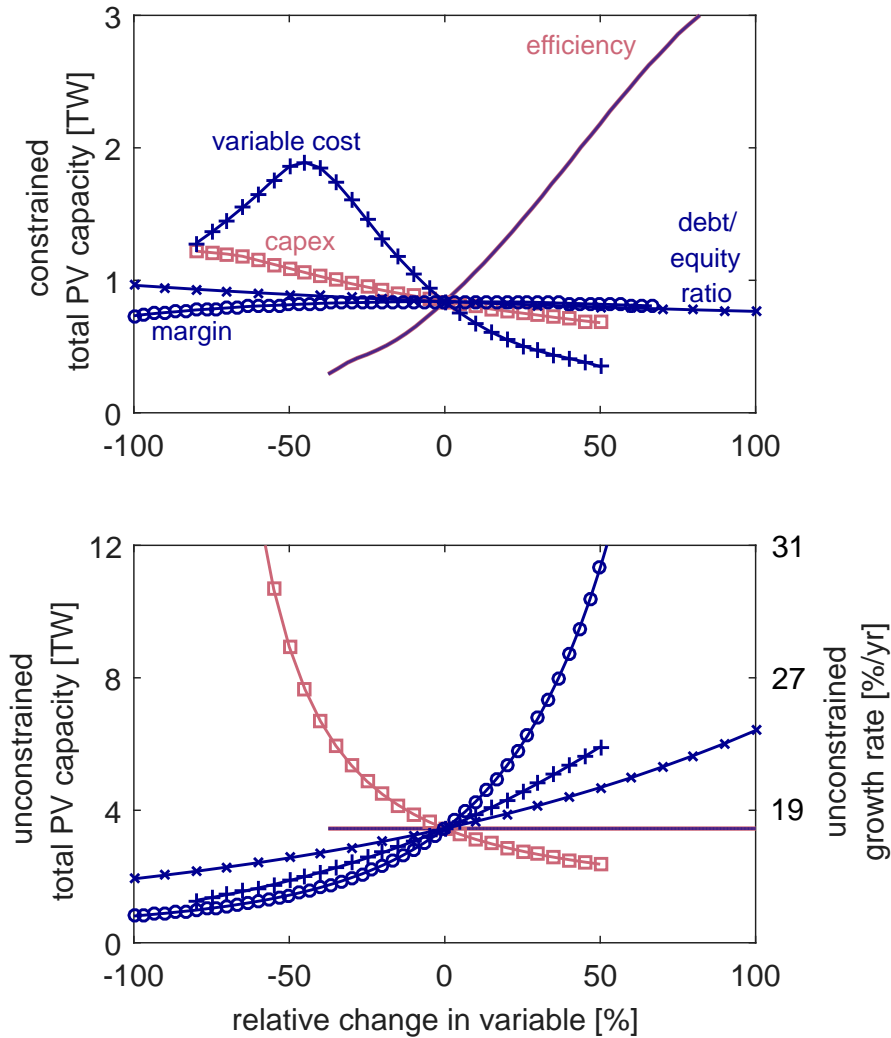 constrained
total PV capacity [TW]
3
2
1
0
efficiency
variable cost
capex
debt/
equity
ratio
margin
-100
-50
0
50
100
unconstrained
total PV capacity [TW]
12
8
4
0
31
27
19
unconstrained
growth rate [%/yr]
-100
-50
0
50
100
relative change in variable [%]